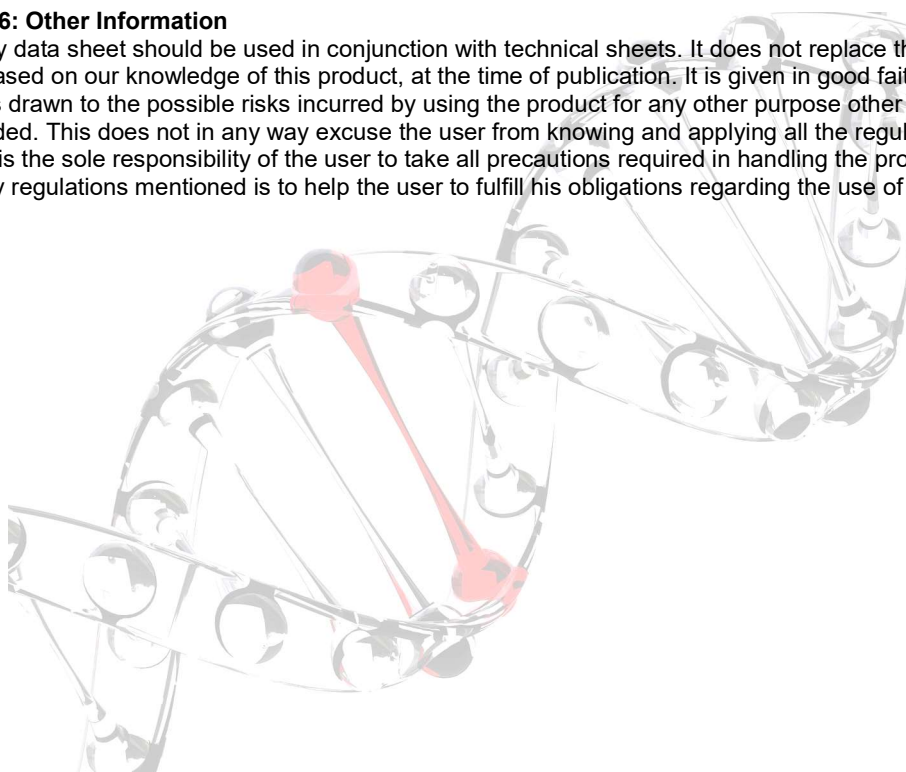 6: Other Information
y data sheet should be used in conjunction with technical sheets. It does not replace th
ased on our knowledge of this product, at the time of publication. It is given in good fait
s drawn to the possible risks incurred by using the product for any other purpose other
ded. This does not in any way excuse the user from knowing and applying all the regul
is the sole responsibility of the user to take all precautions required in handling the pro
y regulations mentioned is to help the user to fulfill his obligations regarding the use of